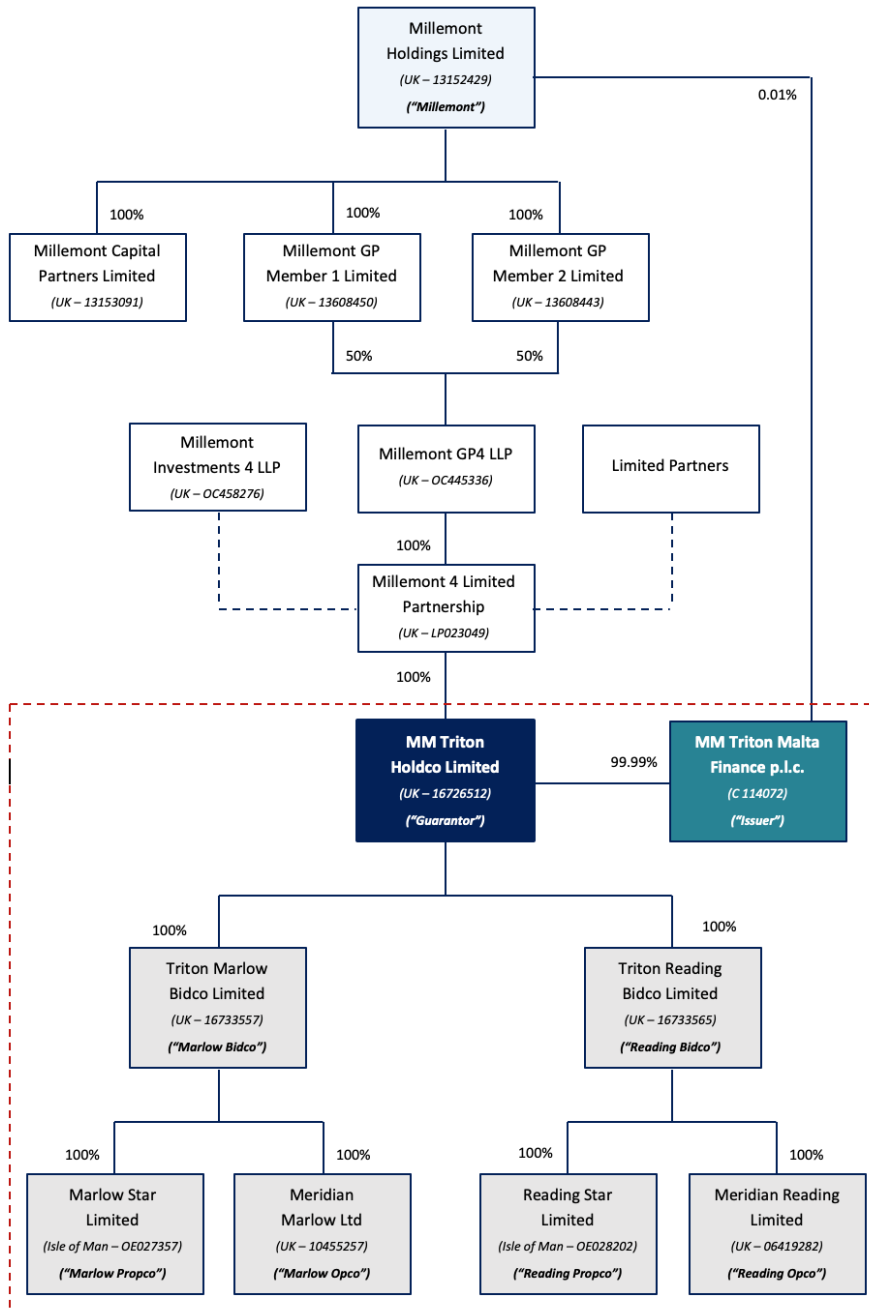 Millemont
Holdings Limited
(UK – 13152429)
(“Millemont”)
0.01%
100%
100%
100%
Millemont Capital
Partners Limited
(UK – 13153091)
Millemont GP
Member 1 Limited
(UK – 13608450)
Millemont GP
Member 2 Limited
(UK – 13608443)
50%
50%
Millemont
Investments 4 LLP
(UK – OC458276)
Millemont GP4 LLP
(UK – OC445336)
Limited Partners
100%
Millemont 4 Limited
Partnership
(UK – LP023049)
100%
MM Triton
Holdco Limited
(UK – 16726512)
(“Guarantor”)
99.99%
MM Triton Malta
Finance p.l.c.
(C 114072)
(“Issuer”)
100%
100%
Triton Marlow
Bidco Limited
(UK – 16733557)
(“Marlow Bidco”)
Triton Reading
Bidco Limited
(UK – 16733565)
(“Reading Bidco”)
100%
100%
100%
100%
Marlow Star
Limited
(Isle of Man – OE027357)
(“Marlow Propco”)
Meridian
Marlow Ltd
(UK – 10455257)
(“Marlow Opco”)
Reading Star
Limited
(Isle of Man – OE028202)
(“Reading Propco”)
Meridian Reading
Limited
(UK – 06419282)
(“Reading Opco”)